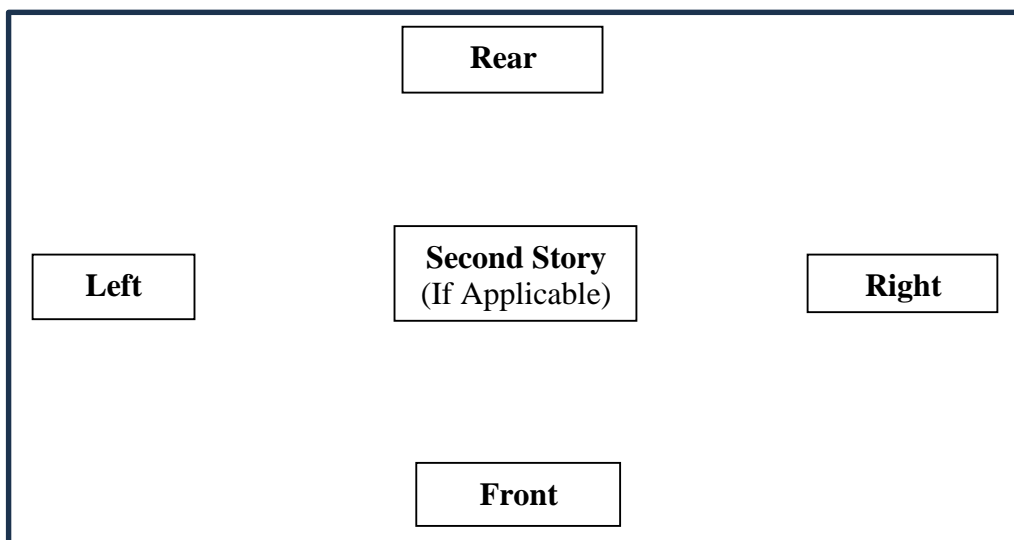 Rear
Second Story
(If Applicable)
Left
Right
Front